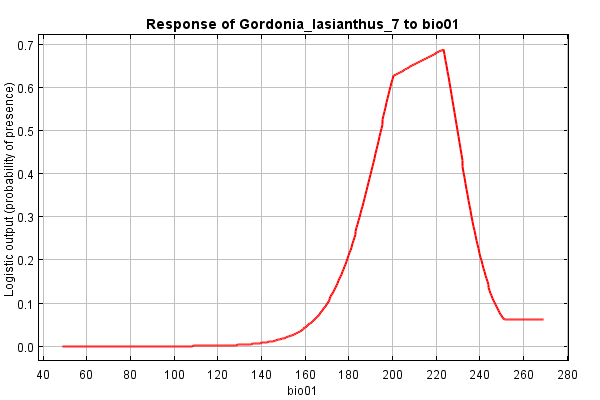 Response of Gordonia_lasianthus_7 to bio01
Logistic output (probability of presence)
0.7
0.6
0.5
0.4
0.3
0.2
0.1
0.0
40 60 80 100 120 140 160 180 200 220 240 260 280
bio01